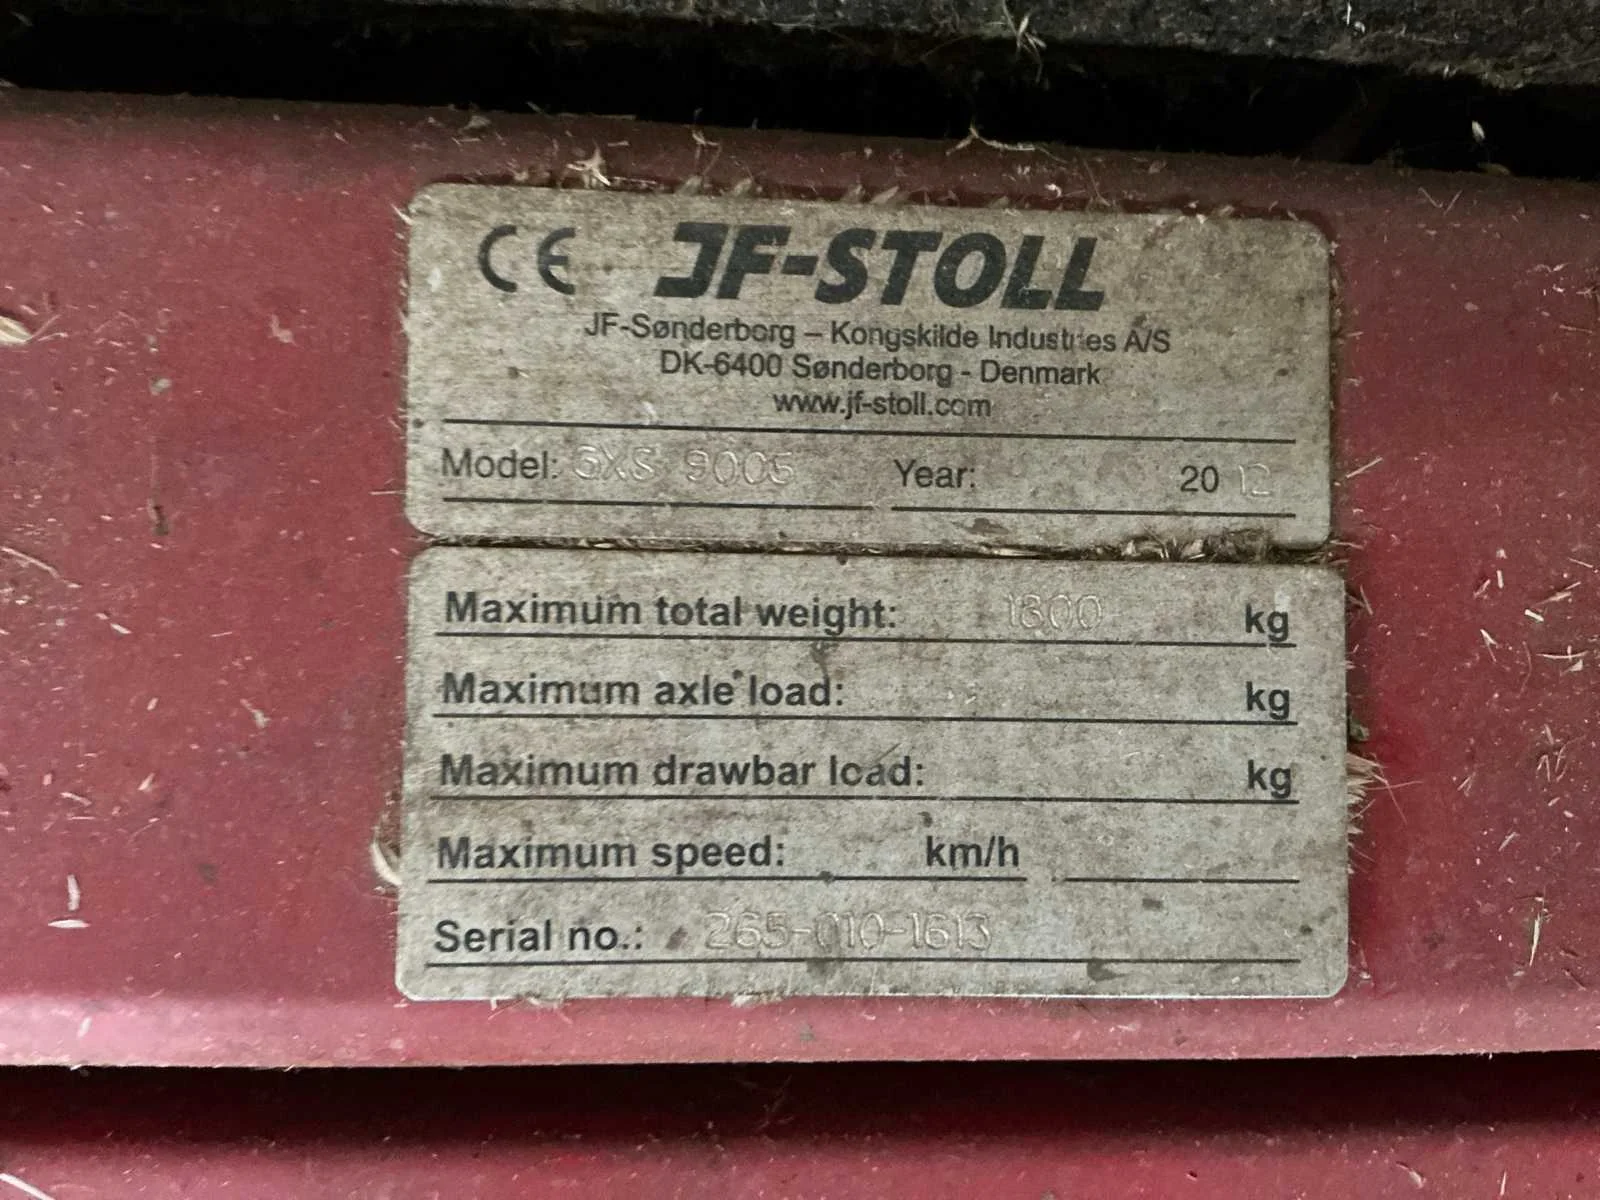 CE JF-STOLL
JF-Sønderborg – Kongskilde Industries A/S
DK-6400 Sønderborg - Denmark
www.jf-stoll.com
Model: GXS 9005 Year: 2012
Maximum total weight: 1800 kg
Maximum axle load: kg
Maximum drawbar load: kg
Maximum speed: km/h
Serial no.: 265-010-1613